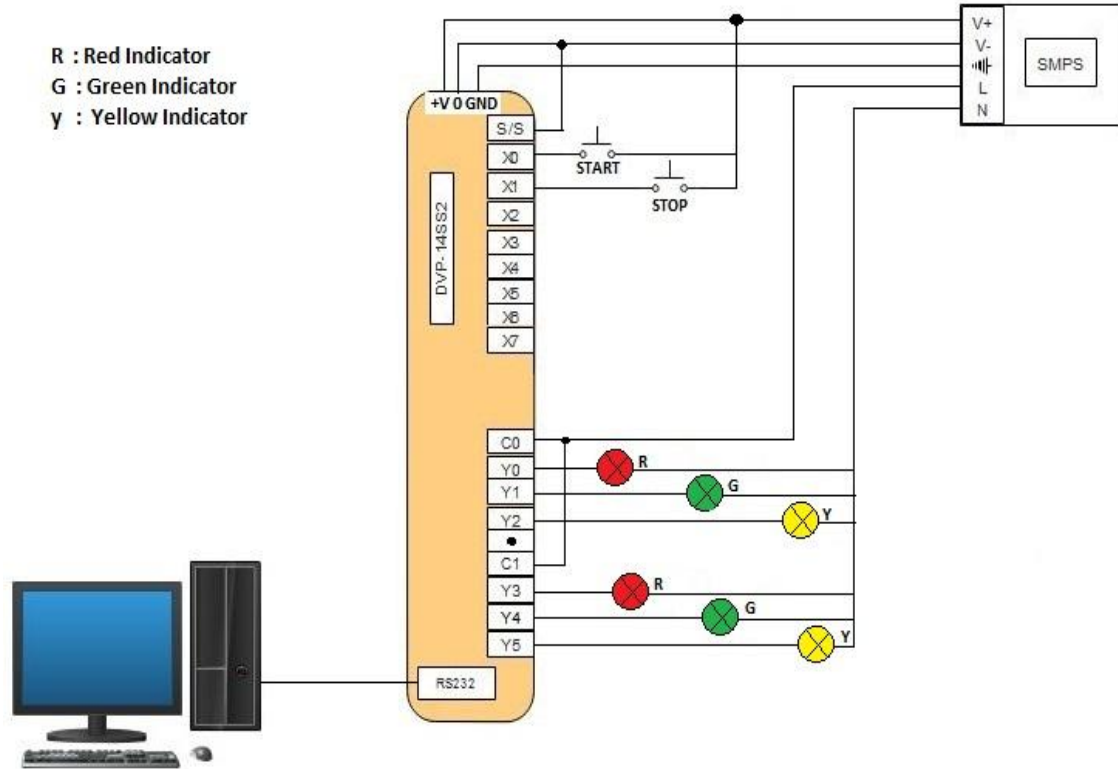 R : Red Indicator
G : Green Indicator
y : Yellow Indicator
+V 0 GND
V+
V-
L
N
SMPS
S/S
X0
X1
X2
X3
X4
X5
X6
X7
START
STOP
DVP-14SS2
C0
Y0
Y1
Y2
C1
Y3
Y4
Y5
R
G
Y
R
G
Y
RS232